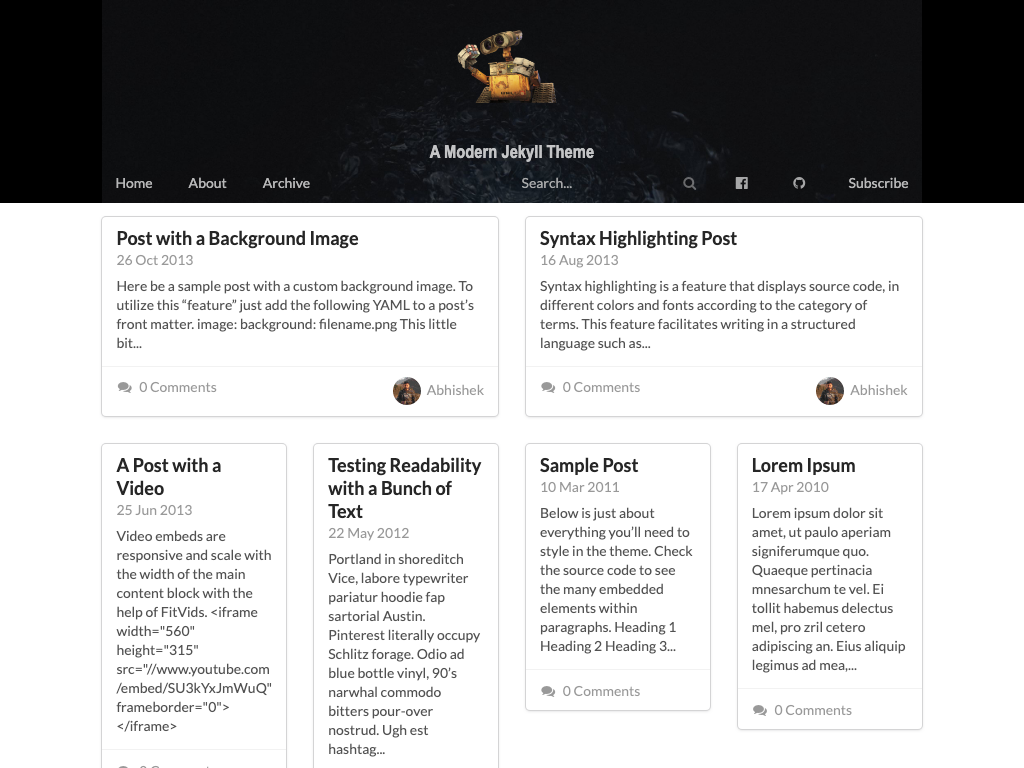 A Modern Jekyll Theme
Home About Archive Search... Subscribe
Post with a Background Image
26 Oct 2013
Here be a sample post with a custom background image. To
utilize this “feature” just add the following YAML to a post’s
front matter. image: background: filename.png This little
bit...
0 Comments Abhishek
Syntax Highlighting Post
16 Aug 2013
Syntax highlighting is a feature that displays source code, in
different colors and fonts according to the category of
terms. This feature facilitates writing in a structured
language such as...
0 Comments Abhishek
A Post with a
Video
25 Jun 2013
Video embeds are
responsive and scale with
the width of the main
content block with the
help of FitVids. <iframe
width="560"
height="315"
src="//www.youtube.com
/embed/SU3kYxJmWuQ"
frameborder="0">
</iframe>
0 Comments
Testing Readability
with a Bunch of
Text
22 May 2012
Portland in shoreditch
Vice, labore typewriter
pariatur hoodie fap
sartorial Austin.
Pinterest literally occupy
Schlitz forage. Odio ad
blue bottle vinyl, 90’s
narwhal commodo
bitters pour-over
nostrud. Ugh est
hashtag...
Sample Post
10 Mar 2011
Below is just about
everything you’ll need to
style in the theme. Check
the source code to see
the many embedded
elements within
paragraphs. Heading 1
Heading 2 Heading 3...
0 Comments
Lorem Ipsum
17 Apr 2010
Lorem ipsum dolor sit
amet, ut paulo aperiam
signiferumque quo.
Quaeque pertinacia
mnesarchum te vel. Ei
tollit habemus delectus
mel, pro zril cetero
adipiscing an. Eius aliquip
legimus ad mea,...
0 Comments